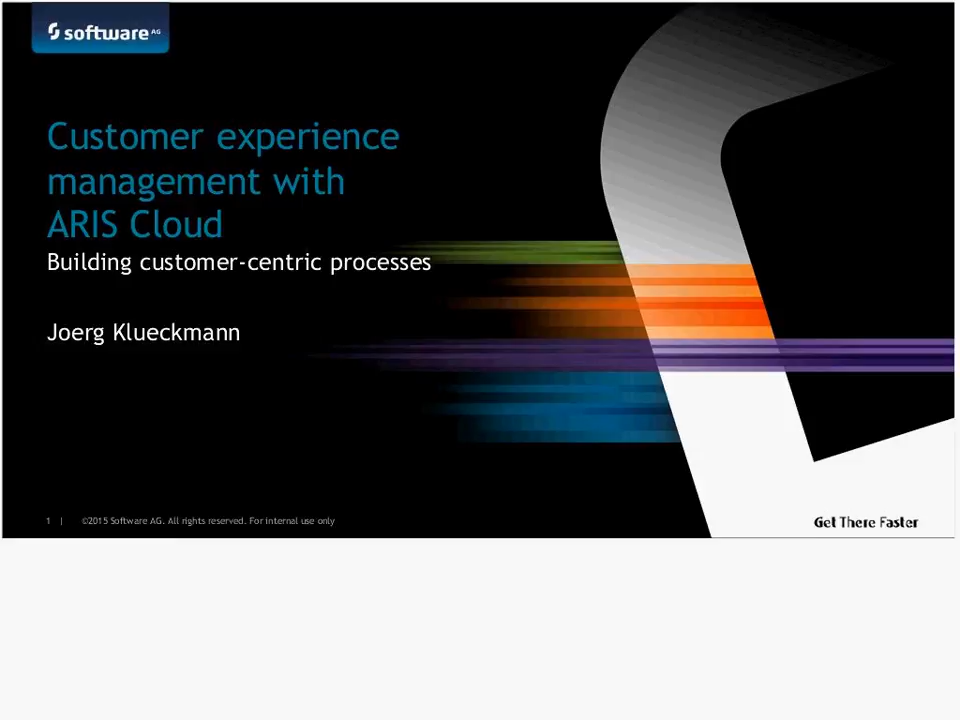 software AG
Customer experience
management with
ARIS Cloud
Building customer-centric processes
Joerg Klueckmann
1 | ©2015 Software AG. All rights reserved. For internal use only
Get There Faster